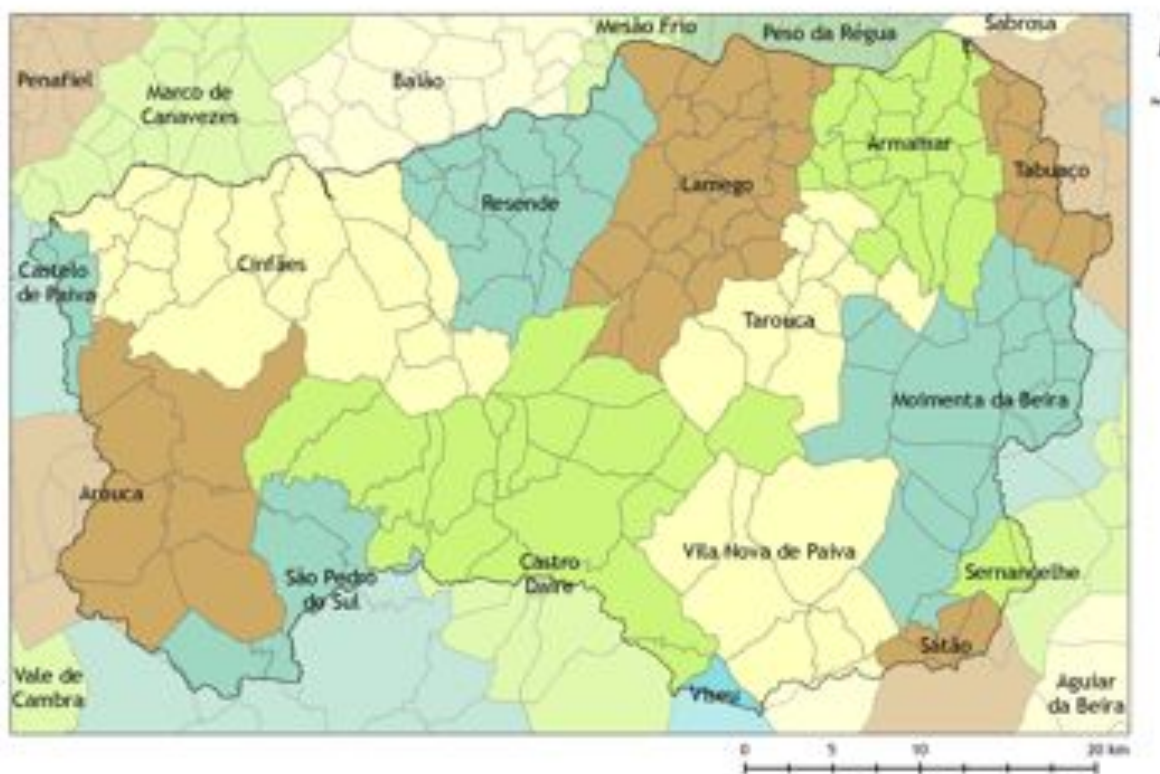 Mesão Frio
Peso da Régua
Sabrosa
Penafiel
Marco de
Canavezes
Baião
Armamar
Tabuaço
Lamego
Resende
Cinfães
Castelo
de Paiva
Tarouca
Moimenta da Beira
Arouca
Vila Nova de Paiva
Castro
Daire
São Pedro
do Sul
Sernancelhe
Sátão
Vale de
Cambra
Viseu
Aguiar
da Beira
0 5 10 20 km